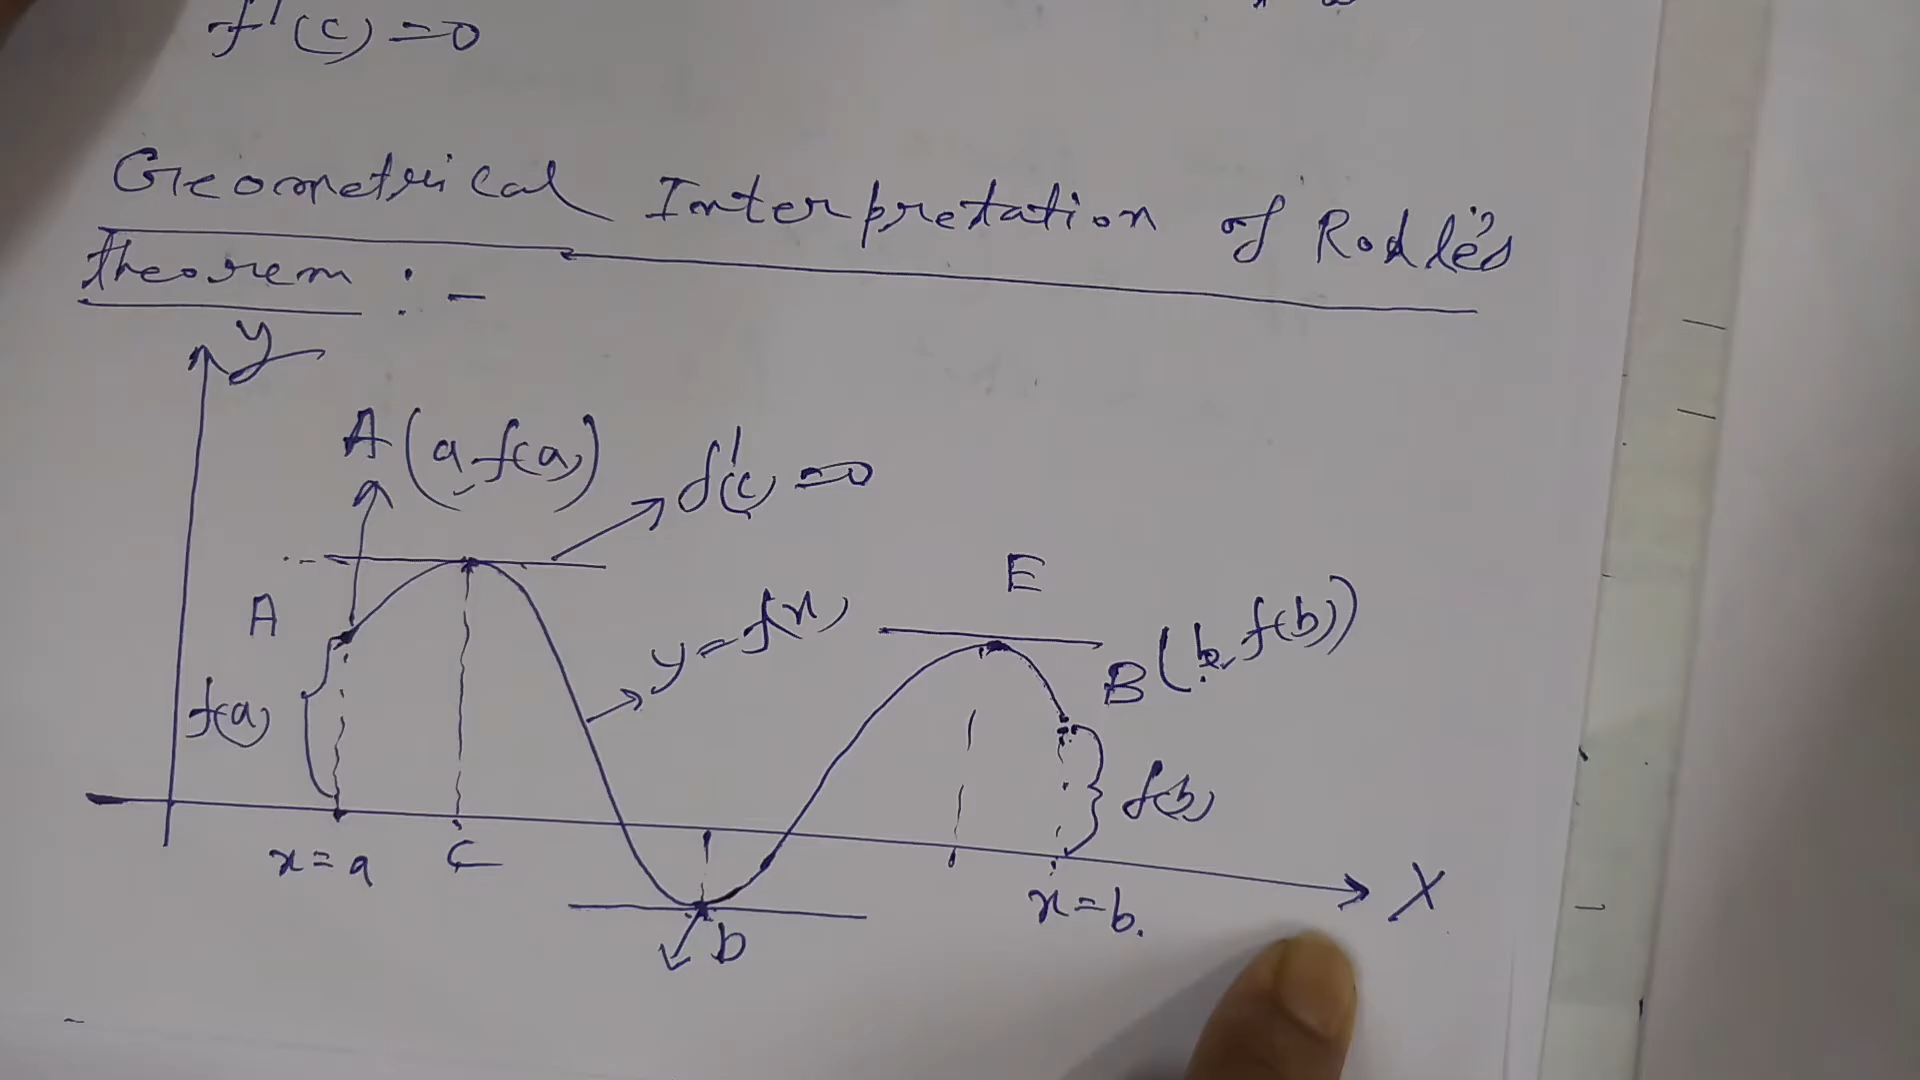 f'(c)=0
Geometrical Interpretation of Rolle's
theorem :-
y
A (a, f(a))
f'(c)=0
E
A
y=f(x)
B (b, f(b))
f(a)
f(b)
x=a
C
x=b.
X
D